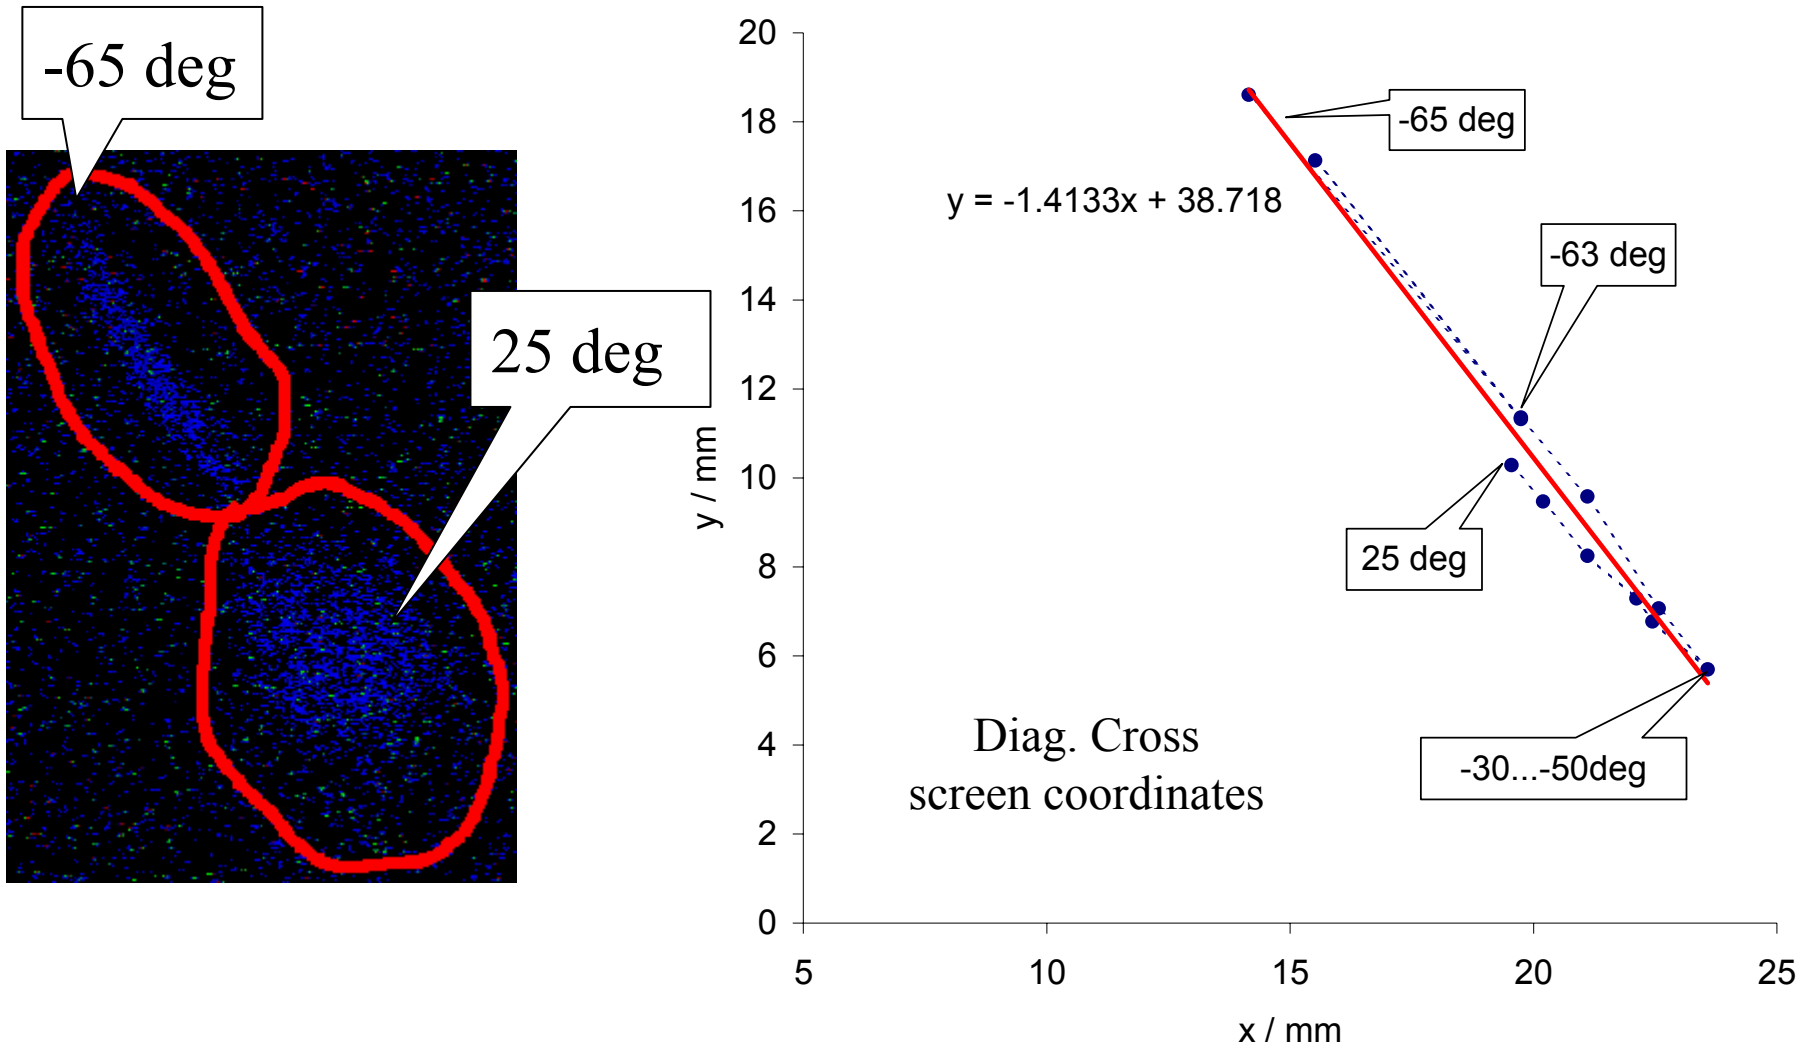 -65 deg
25 deg
20
18
16
14
12
10
8
6
4
2
0
y / mm
5
10
15
20
25
x / mm
y = -1.4133x + 38.718
-65 deg
-63 deg
25 deg
-30...-50deg
Diag. Cross
screen coordinates